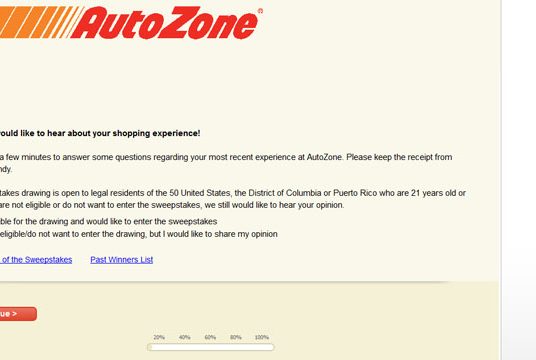 AutoZone®
ould like to hear about your shopping experience!
a few minutes to answer some questions regarding your most recent experience at AutoZone. Please keep the receipt from
ndy.
takes drawing is open to legal residents of the 50 United States, the District of Columbia or Puerto Rico who are 21 years old or
are not eligible or do not want to enter the sweepstakes, we still would like to hear your opinion.
ible for the drawing and would like to enter the sweepstakes
eligible/do not want to enter the drawing, but I would like to share my opinion
of the Sweepstakes Past Winners List
ue >
20% 40% 60% 80% 100%